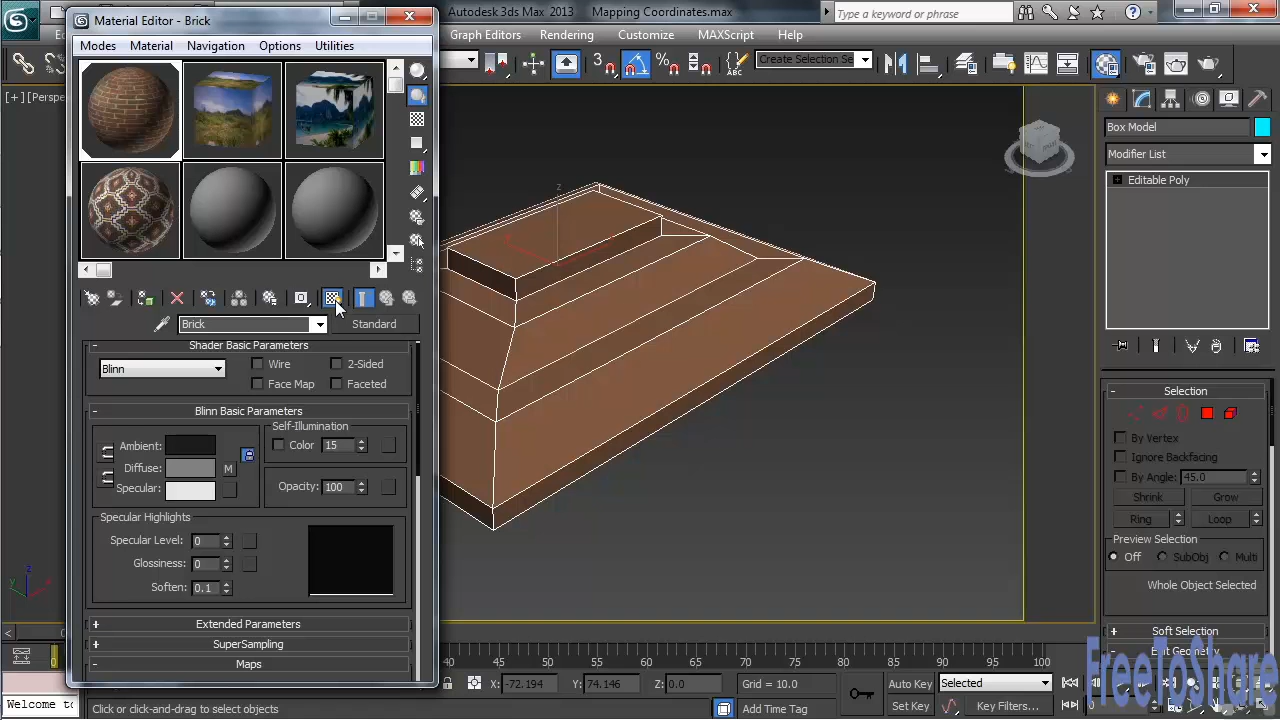 Material Editor - Brick
Autodesk 3ds Max 2013 Mapping Coordinates.max
Type a keyword or phrase
Modes Material Navigation Options Utilities
Graph Editors Rendering Customize MAXScript Help
3
Create Selection Se
[+] [Perspe
Box Model
Modifier List
Editable Poly
z
Brick
Standard
Shader Basic Parameters
Blinn
Wire
2-Sided
Face Map
Faceted
Blinn Basic Parameters
Self-Illumination
Ambient:
Color 15
Diffuse:
M
Specular:
Opacity: 100
Specular Highlights
Specular Level: 0
Glossiness: 0
Soften: 0.1
Extended Parameters
SuperSampling
Maps
Selection
By Vertex
Ignore Backfacing
By Angle: 45.0
Shrink Grow
Ring Loop
Preview Selection
Off SubObj Multi
Whole Object Selected
Soft Selection
Edit Geometry
FreeToShare
z
y
x
40 45 50 55 60 65 70 75 80 85 90 95 100
X: -72.194 Y: 74.146 Z: 0.0 Grid = 10.0
Auto Key Selected
Set Key Key Filters...
Add Time Tag
Welcome to
Click or click-and-drag to select objects